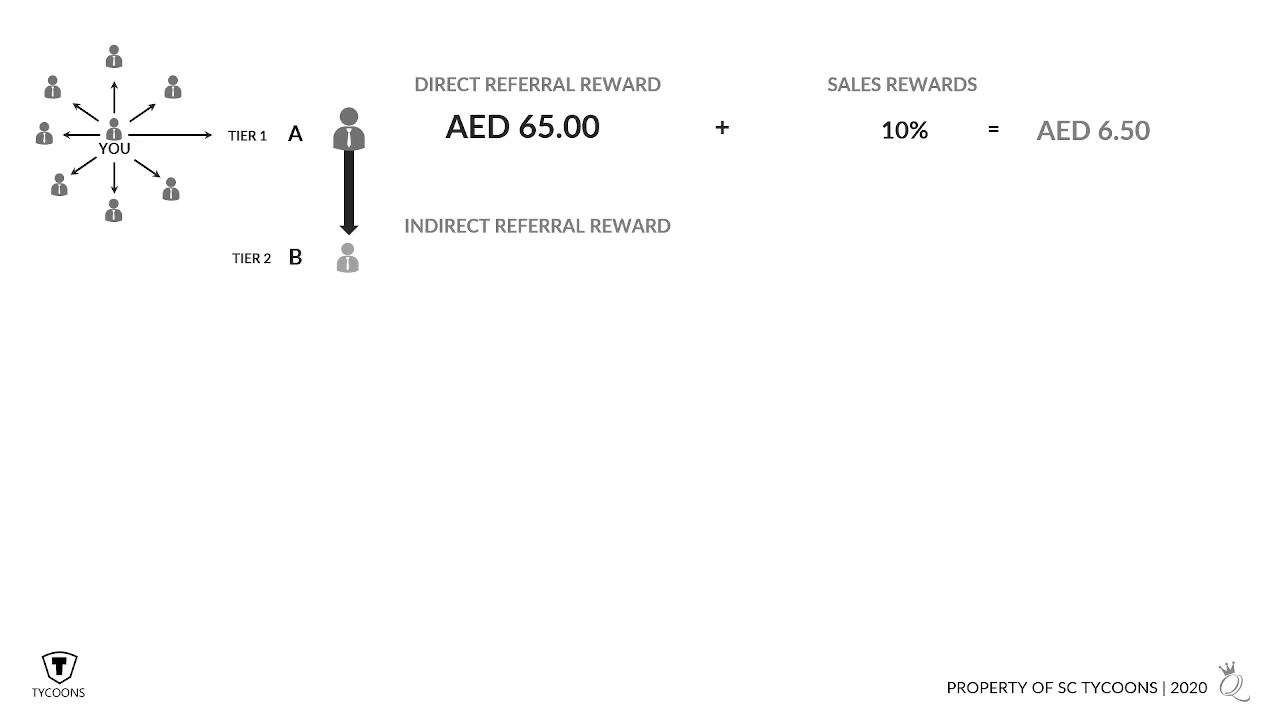 DIRECT REFERRAL REWARD
SALES REWARDS
TIER 1 A
AED 65.00 + 10% = AED 6.50
YOU
INDIRECT REFERRAL REWARD
TIER 2 B
T
TYCOONS
PROPERTY OF SC TYCOONS | 2020
Q